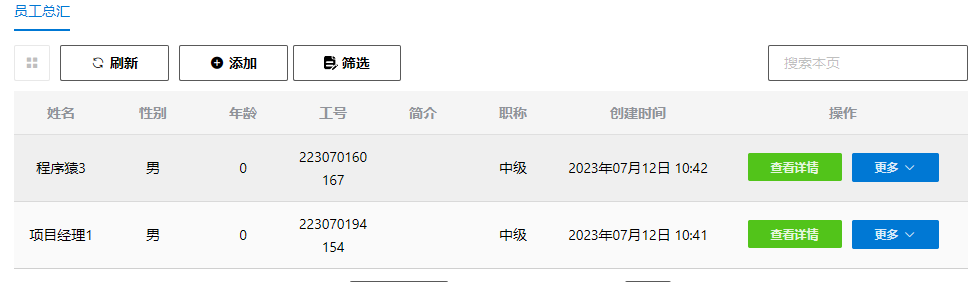 员工总汇
刷新 添加 筛选 搜索本页
姓名 性别 年龄 工号 简介 职称 创建时间 操作
程序猿3 男 0 223070160 中级 2023年07月12日 10:42 查看详情 更多
167
项目经理1 男 0 223070194 中级 2023年07月12日 10:41 查看详情 更多
154